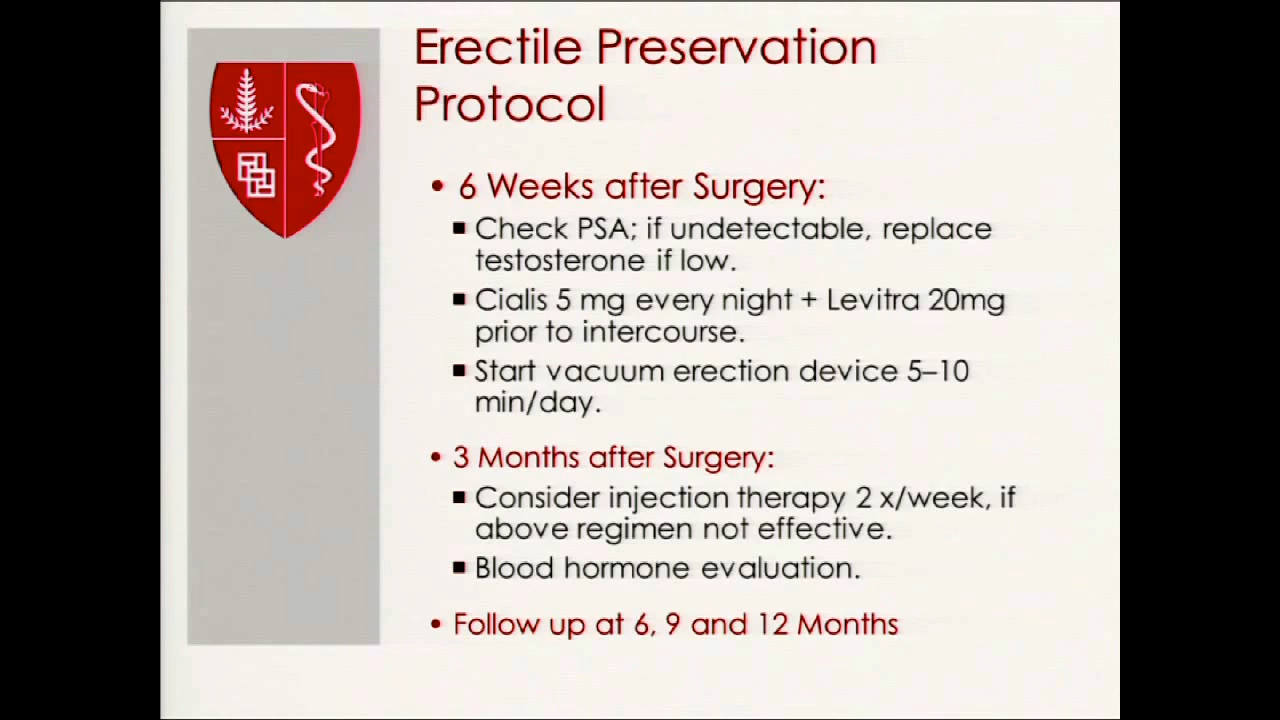 Erectile Preservation
Protocol
• 6 Weeks after Surgery:
▪ Check PSA; if undetectable, replace
testosterone if low.
▪ Cialis 5 mg every night + Levitra 20mg
prior to intercourse.
▪ Start vacuum erection device 5–10
min/day.
• 3 Months after Surgery:
▪ Consider injection therapy 2 x/week, if
above regimen not effective.
▪ Blood hormone evaluation.
• Follow up at 6, 9 and 12 Months